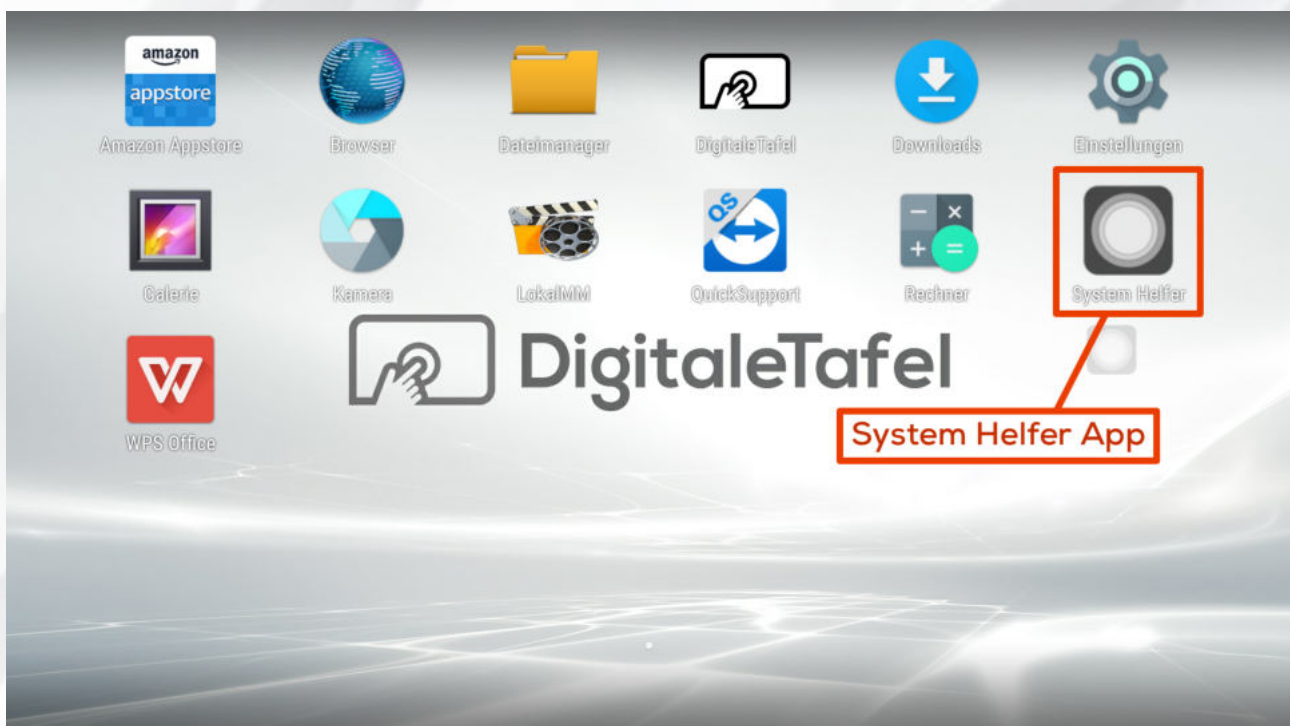 amazon
appstore
Amazon Appstore
Browser
Dateimanager
DigitaleTafel
Downloads
Einstellungen
QS
Galerie
Kamera
LokalMM
QuickSupport
Rechner
System Helfer
DigitaleTafel
WPS Office
System Helfer App